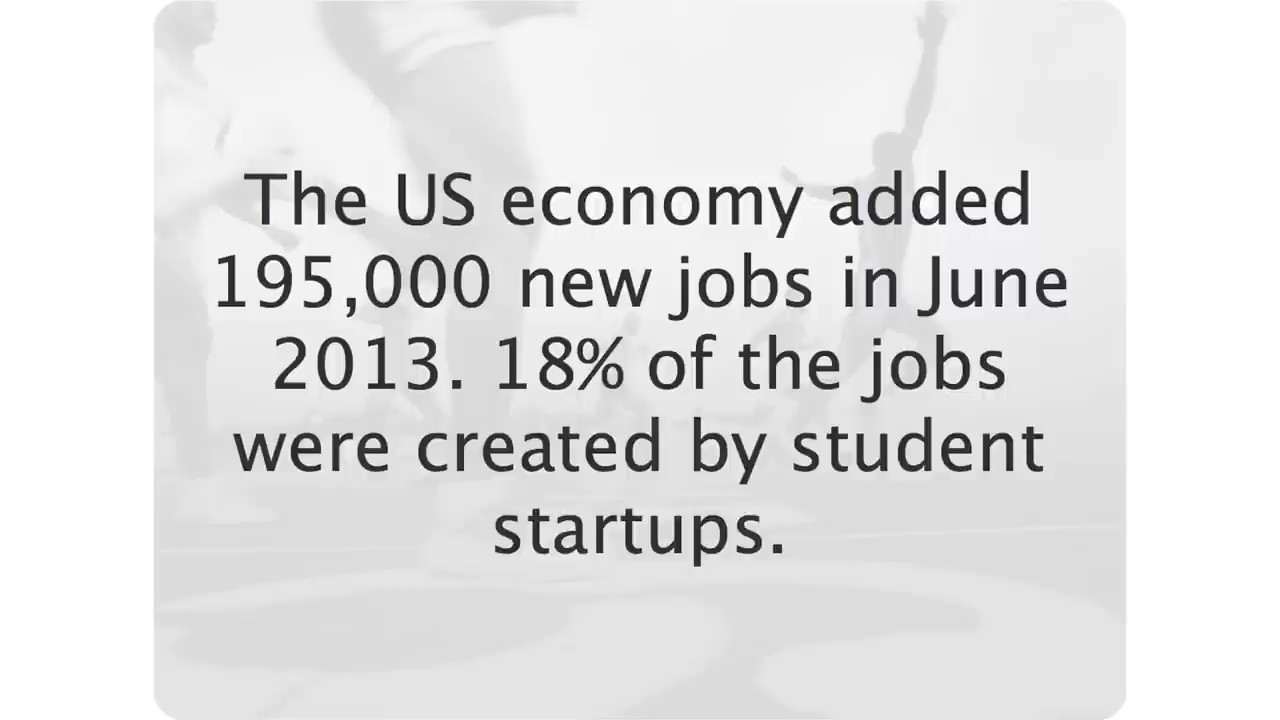 The US economy added
195,000 new jobs in June
2013. 18% of the jobs
were created by student
startups.